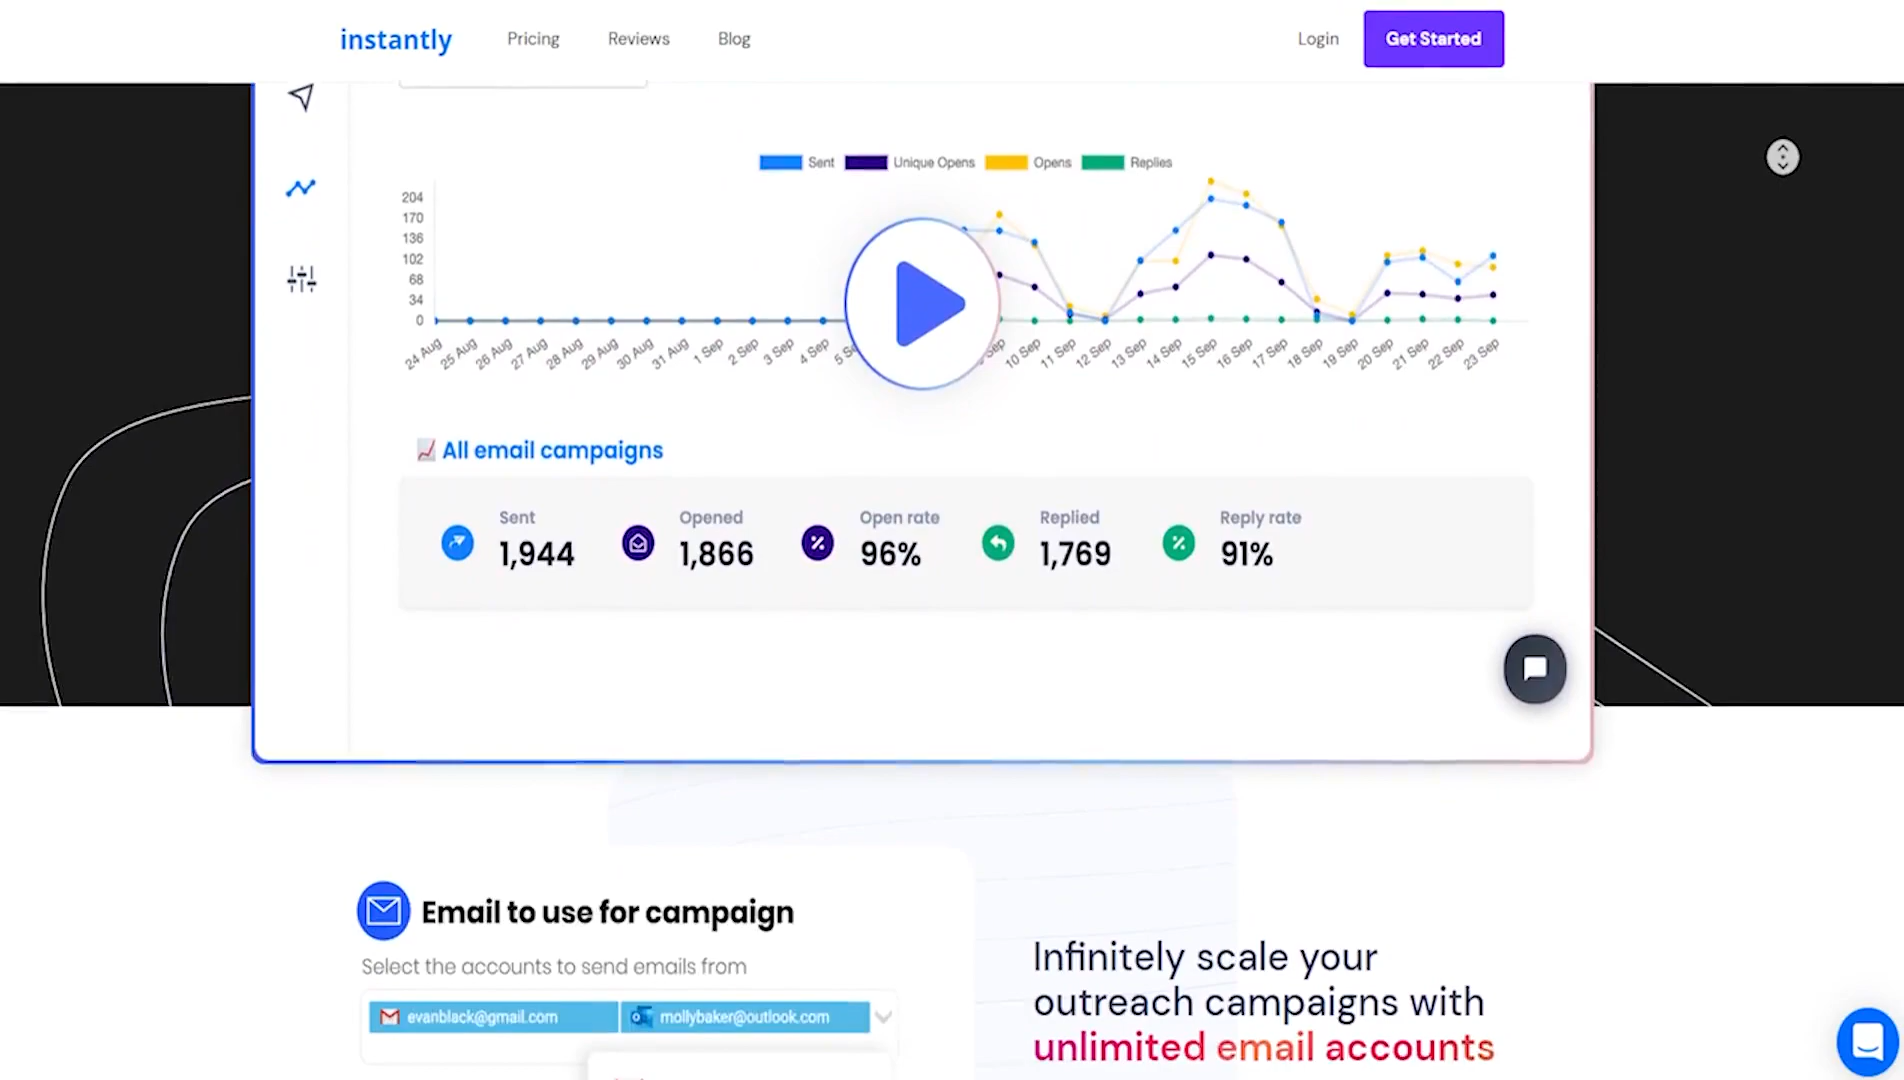 instantly Pricing Reviews Blog Login Get Started
Sent Unique Opens Opens Replies
204
170
136
102
68
34
0
24 Aug 25 Aug 26 Aug 27 Aug 28 Aug 29 Aug 30 Aug 31 Aug 1 Sep 2 Sep 3 Sep 4 Sep 10 Sep 11 Sep 12 Sep 13 Sep 14 Sep 15 Sep 16 Sep 17 Sep 18 Sep 19 Sep 20 Sep 21 Sep 22 Sep 23 Sep
All email campaigns
Sent Opened Open rate Replied Reply rate
1,944 1,866 96% 1,769 91%
Email to use for campaign
Select the accounts to send emails from
evanblack@gmail.com mollybaker@outlook.com
Infinitely scale your
outreach campaigns with
unlimited email accounts